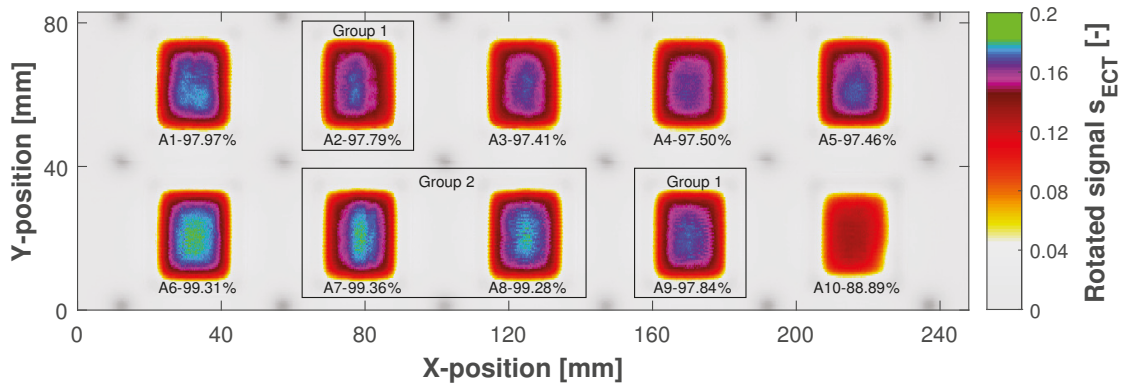 80
40
0
Y-position [mm]
Group 1
A1-97.97%
A2-97.79%
A3-97.41%
A4-97.50%
A5-97.46%
Group 2
Group 1
A6-99.31%
A7-99.36%
A8-99.28%
A9-97.84%
A10-88.89%
0
40
80
120
160
200
240
X-position [mm]
0.2
0.16
0.12
0.08
0.04
0
Rotated signal s_ECT [-]